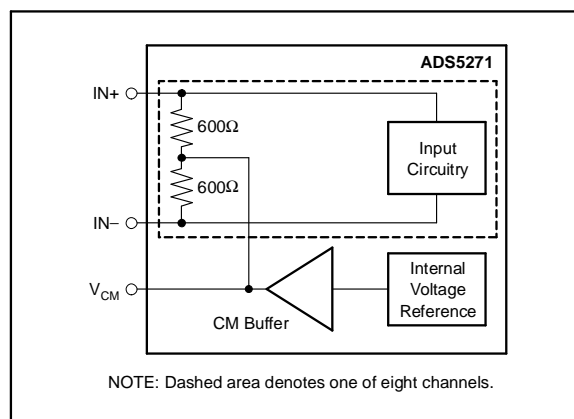 ADS5271
IN+
600Ω
Input
Circuitry
600Ω
IN−
VCM
CM Buffer
Internal
Voltage
Reference
NOTE: Dashed area denotes one of eight channels.